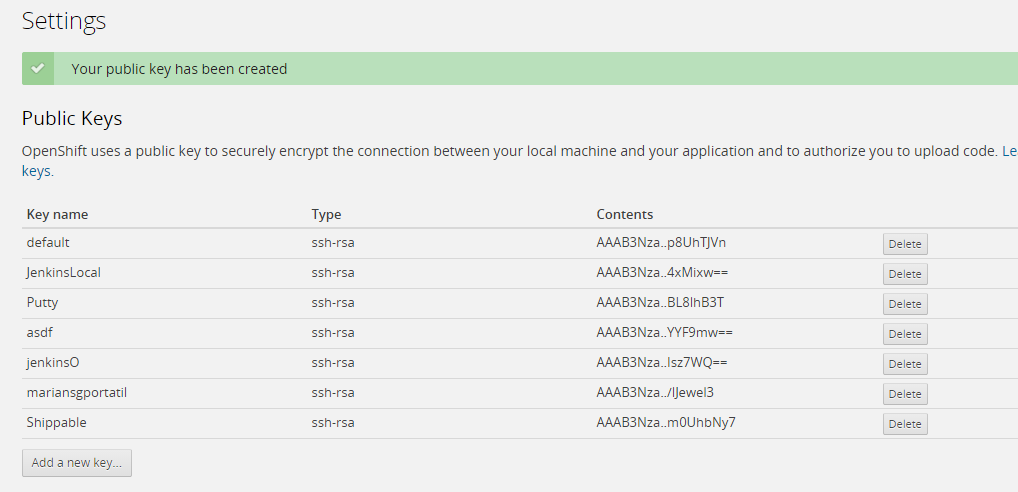 Settings
Your public key has been created
Public Keys
OpenShift uses a public key to securely encrypt the connection between your local machine and your application and to authorize you to upload code. Le
keys.
Key name Type Contents
default ssh-rsa AAAB3Nza..p8UhTJVn Delete
JenkinsLocal ssh-rsa AAAB3Nza..4xMixw== Delete
Putty ssh-rsa AAAB3Nza..BL8lhB3T Delete
asdf ssh-rsa AAAB3Nza..YYF9mw== Delete
jenkinsO ssh-rsa AAAB3Nza..Isz7WQ== Delete
mariansgportatil ssh-rsa AAAB3Nza../IJewel3 Delete
Shippable ssh-rsa AAAB3Nza..m0UhbNy7 Delete
Add a new key...